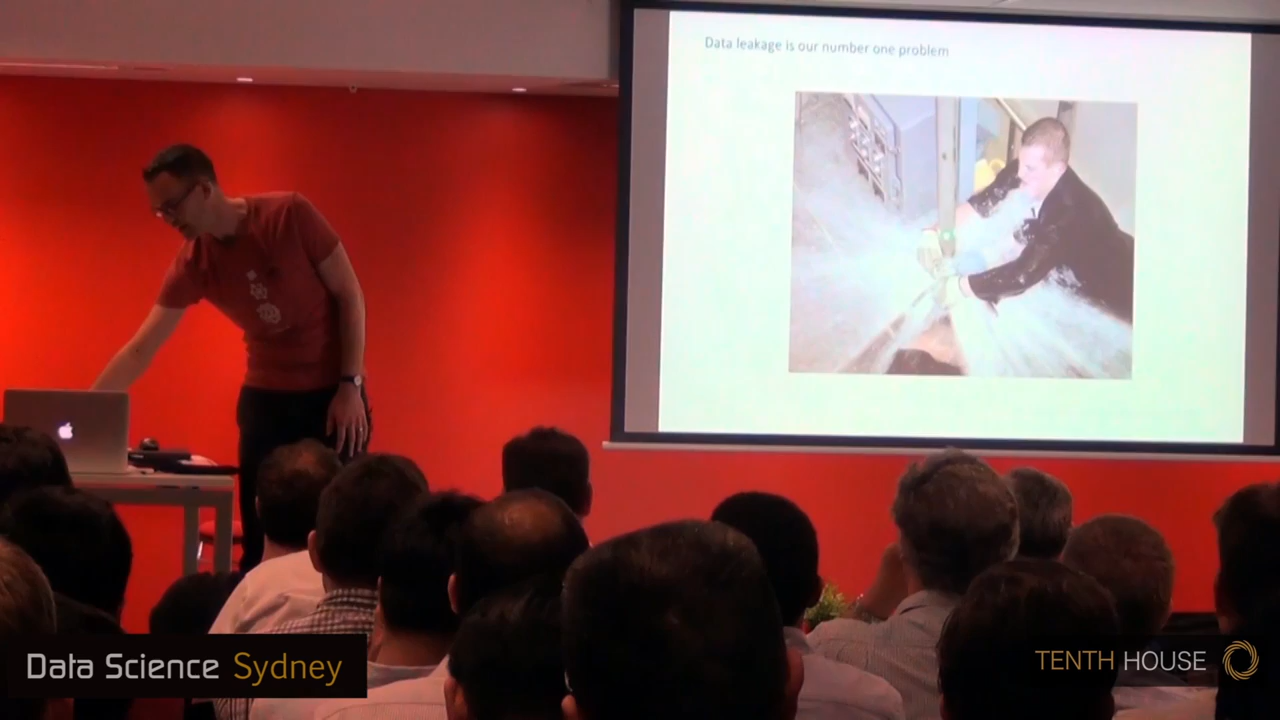 Data leakage is our number one problem
Data Science Sydney
TENTH HOUSE